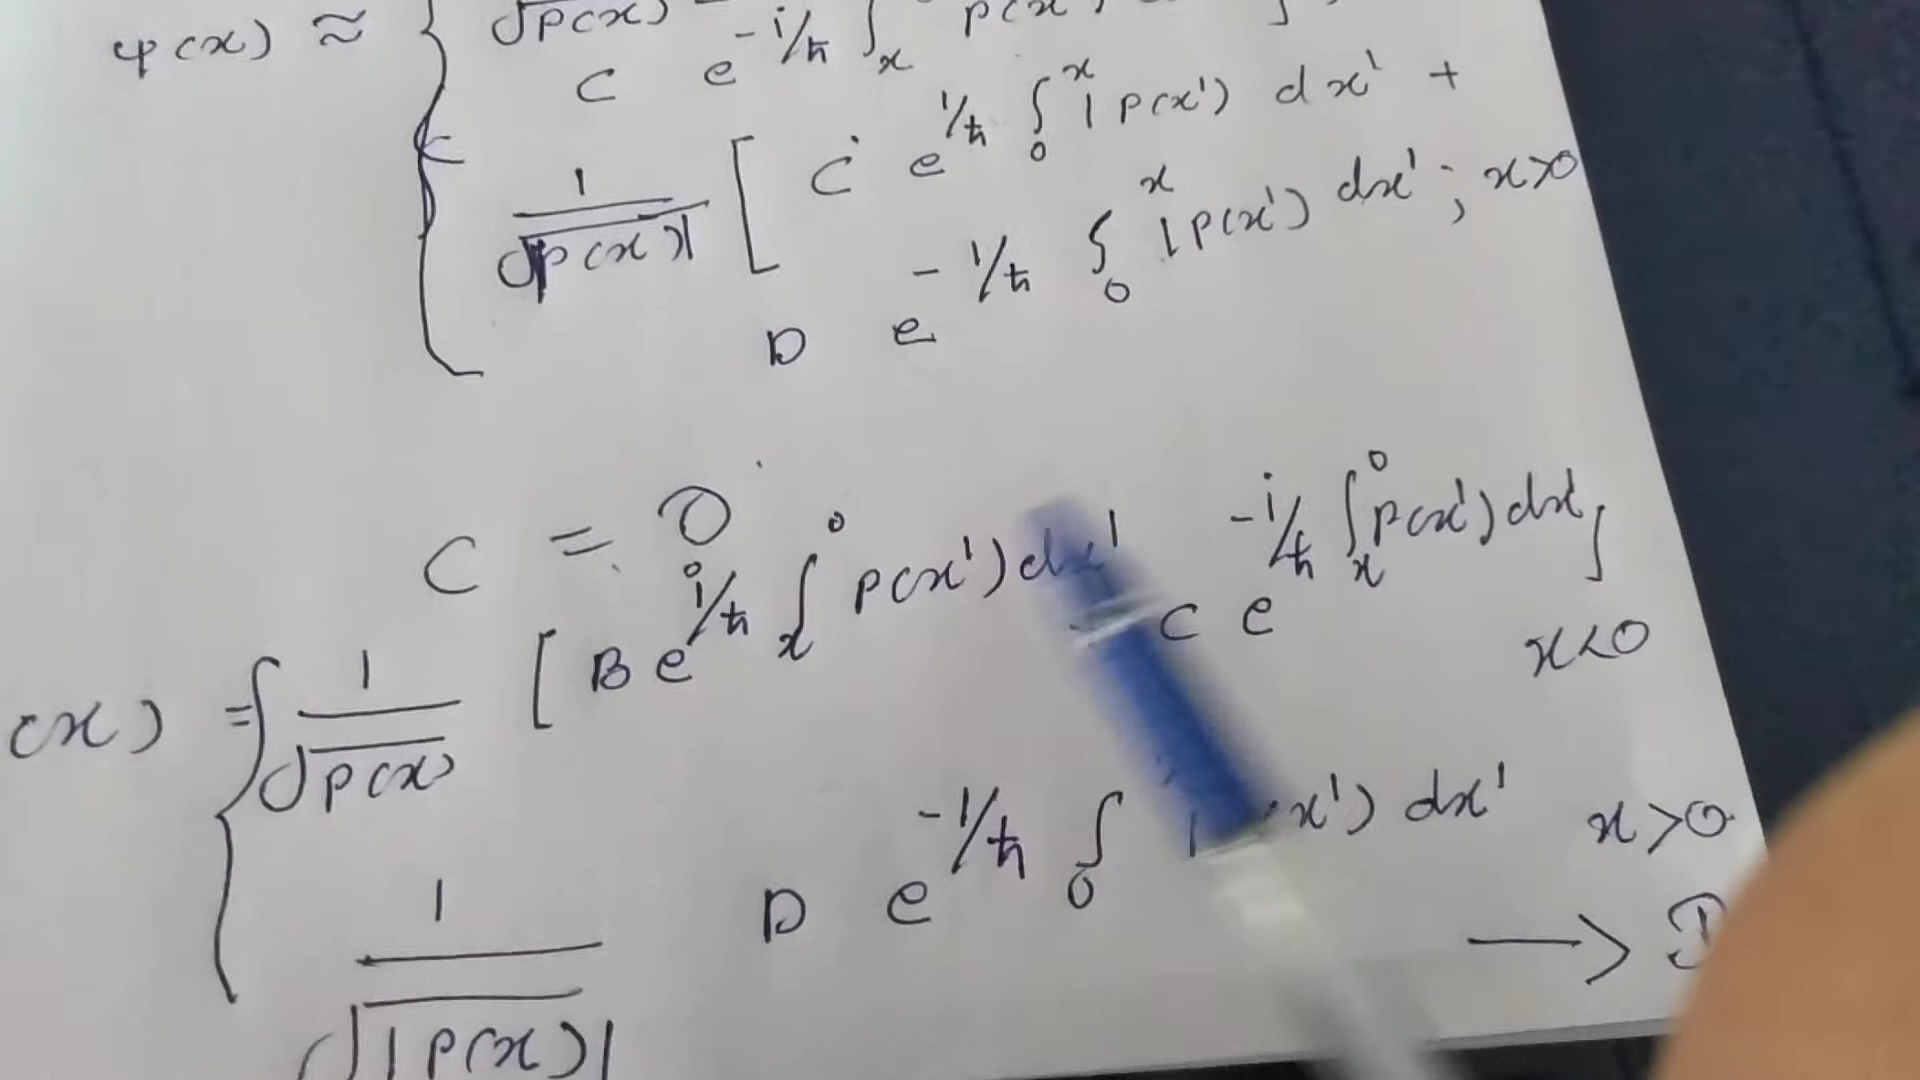 ψ(x) ≈ { √P(x)
C e^{-i/ħ ∫_x P(x'
1/√|P(x)| [ C e^{1/ħ ∫_0^x |P(x') dx'} +
D e^{-1/ħ ∫_0^x |P(x') dx'} ; x>0
C = 0
(x) = { 1/√P(x) [ B e^{i/ħ ∫_x^0 P(x')dx'} C e^{-i/ħ ∫_x^0 P(x')dx'} ]
x<0
1/√|P(x)| D e^{-1/ħ ∫_0 | x') dx'} x>0
→